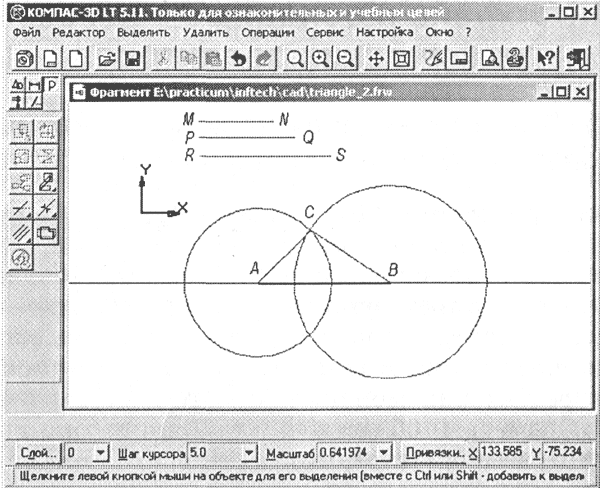 КОМПАС-3D LT 5.11. Только для ознакомительных и учебных целей
Файл Редактор Выделить Удалить Операции Сервис Настройка Окно ?
Фрагмент E:\practicum\inftech\cad\triangle_2.frw
M N
P Q
R S
Y
X
C
A B
Слой... 0 Шаг курсора 5.0 Масштаб 0.641974 Привязки.. X 133.585 Y -75.234
Щелкните левой кнопкой мыши на объекте для его выделения (вместе с Ctrl или Shift - добавить к выдел